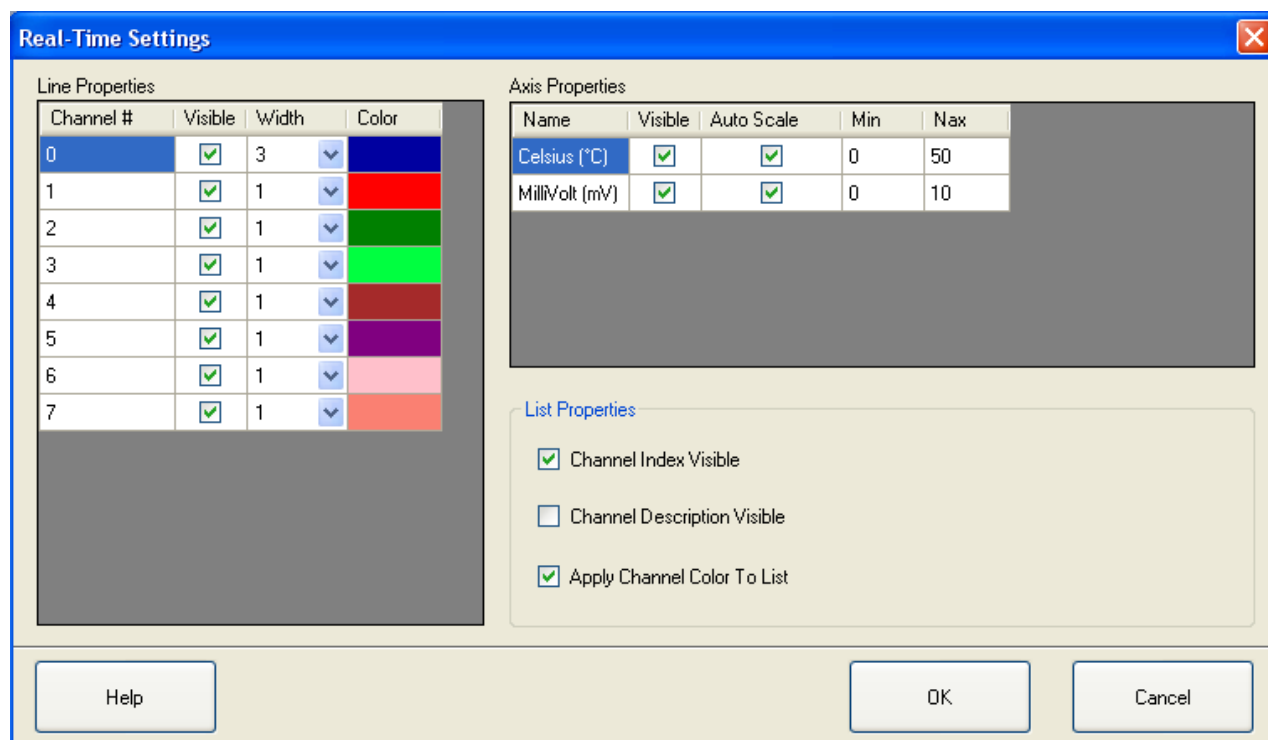 Real-Time Settings
Line Properties
Channel # Visible Width Color
0 3
1 1
2 1
3 1
4 1
5 1
6 1
7 1
Axis Properties
Name Visible Auto Scale Min Nax
Celsius (°C) 0 50
MilliVolt (mV) 0 10
List Properties
Channel Index Visible
Channel Description Visible
Apply Channel Color To List
Help OK Cancel